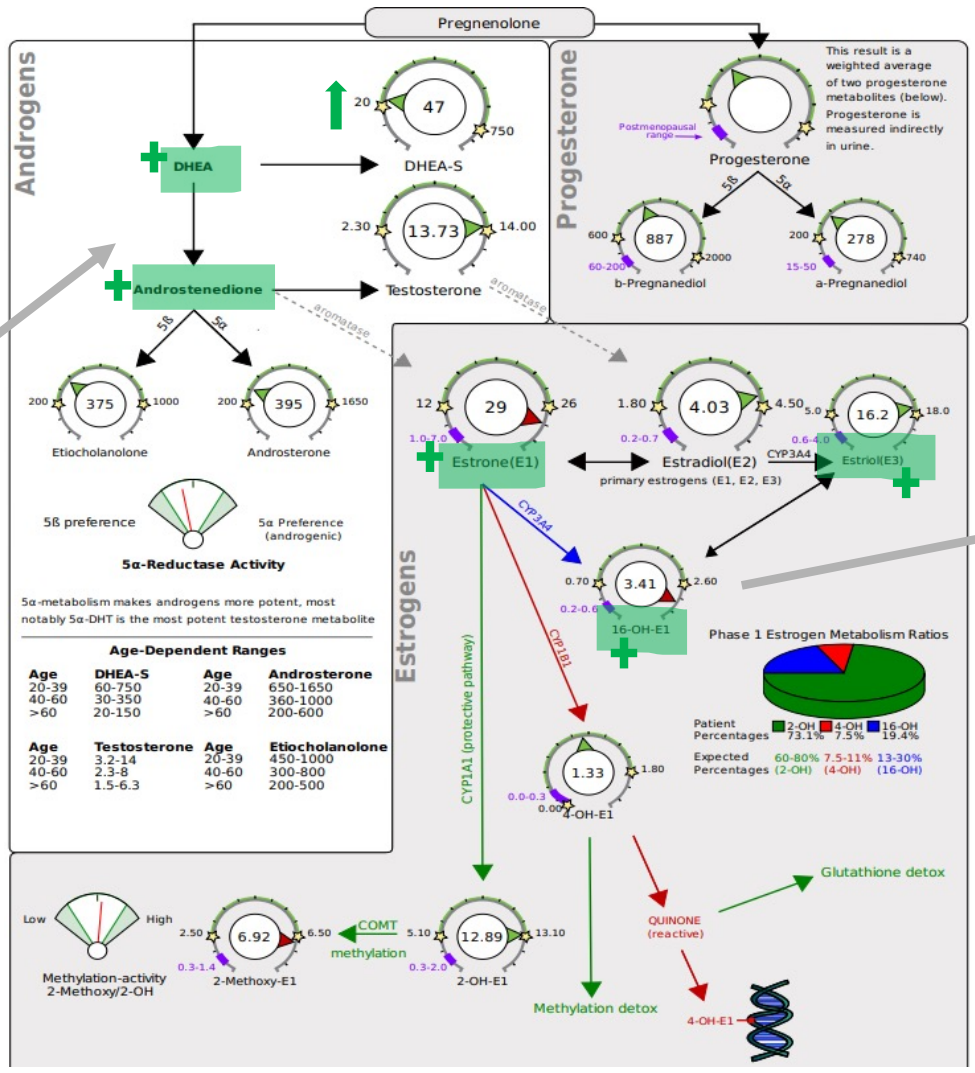 Pregnenolone
Androgens
20
47
750
DHEA-S
DHEA
2.30
13.73
14.00
Testosterone
Androstenedione
aromatase
aromatase
5ß
5α
200
375
1000
Etiocholanolone
200
395
1650
Androsterone
5ß preference
5α Preference
(androgenic)
5α-Reductase Activity
5α-metabolism makes androgens more potent, most
notably 5α-DHT is the most potent testosterone metabolite
Age-Dependent Ranges
Age DHEA-S Age Androsterone
20-39 60-750 20-39 650-1650
40-60 30-350 40-60 360-1000
>60 20-150 >60 200-600
Age Testosterone Age Etiocholanolone
20-39 3.2-14 20-39 450-1000
40-60 2.3-8 40-60 300-800
>60 1.5-6.3 >60 200-500
Progesterone
This result is a
weighted average
of two progesterone
metabolites (below).
Progesterone is
measured indirectly
in urine.
Postmenopausal
range
Progesterone
5ß
5α
600
887
2000
60-200
b-Pregnanediol
200
278
740
15-50
a-Pregnanediol
Estrogens
12
29
26
1.0-7.0
Estrone(E1)
1.80
4.03
4.50
0.2-0.7
Estradiol(E2)
primary estrogens (E1, E2, E3)
CYP3A4
5.0
16.2
18.0
0.6-4.0
Estriol(E3)
CYP3A4
0.70
3.41
2.60
0.2-0.6
16-OH-E1
CYP1B1
CYP1A1 (protective pathway)
Phase 1 Estrogen Metabolism Ratios
Patient 2-OH 4-OH 16-OH
Percentages 73.1% 7.5% 19.4%
Expected 60-80% 7.5-11% 13-30%
Percentages (2-OH) (4-OH) (16-OH)
1.33
1.80
0.0-0.3
0.00
4-OH-E1
Low
High
Methylation-activity
2-Methoxy/2-OH
2.50
6.92
6.50
0.3-1.4
2-Methoxy-E1
COMT
methylation
5.10
12.89
13.10
0.3-2.0
2-OH-E1
Methylation detox
QUINONE
(reactive)
Glutathione detox
4-OH-E1